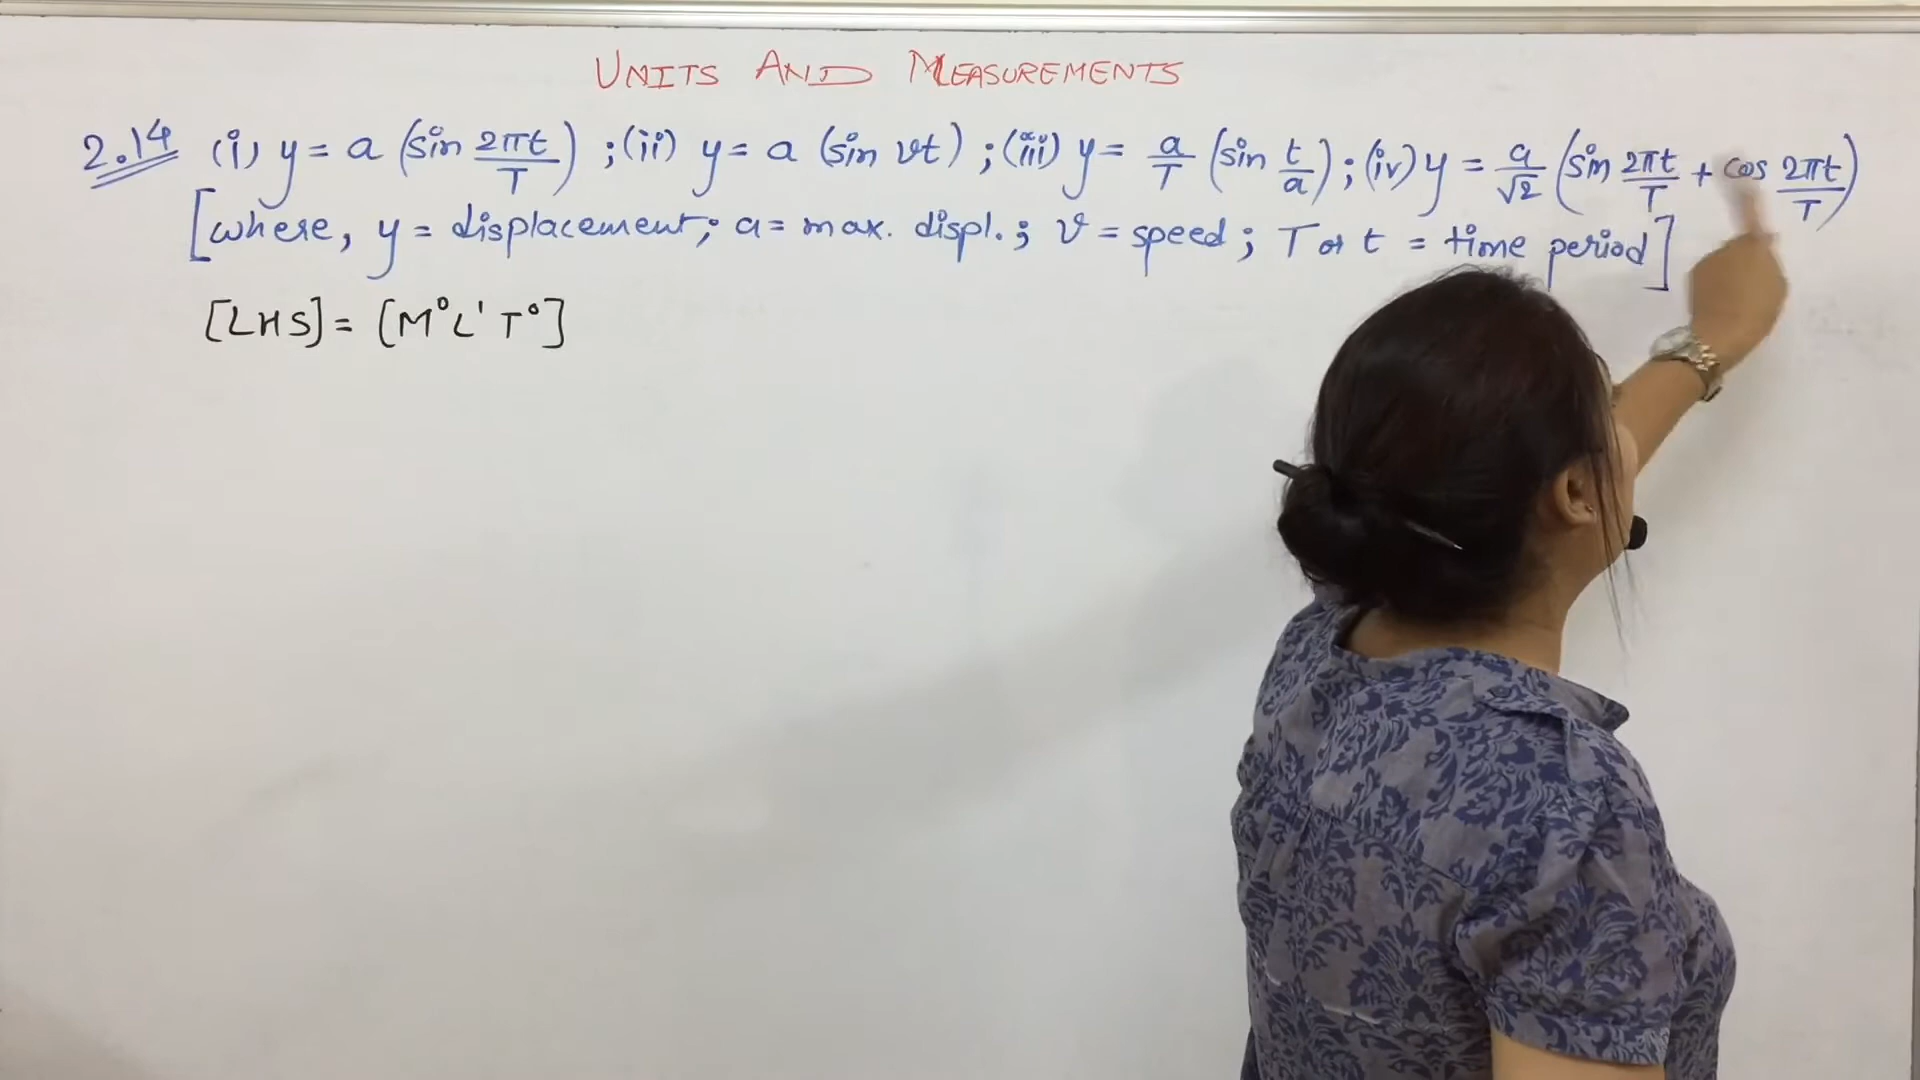 UNITS AND MEASUREMENTS
2.14 (i) y = a (sin 2πt/T) ; (ii) y = a (sin vt) ; (iii) y = a/T (sin t/a) ; (iv) y = a/√2 (sin 2πt/T + cos 2πt/T)
[where, y = displacement; a = max. displ. ; v = speed ; T or t = time period]
[LHS] = [M⁰L¹T⁰]